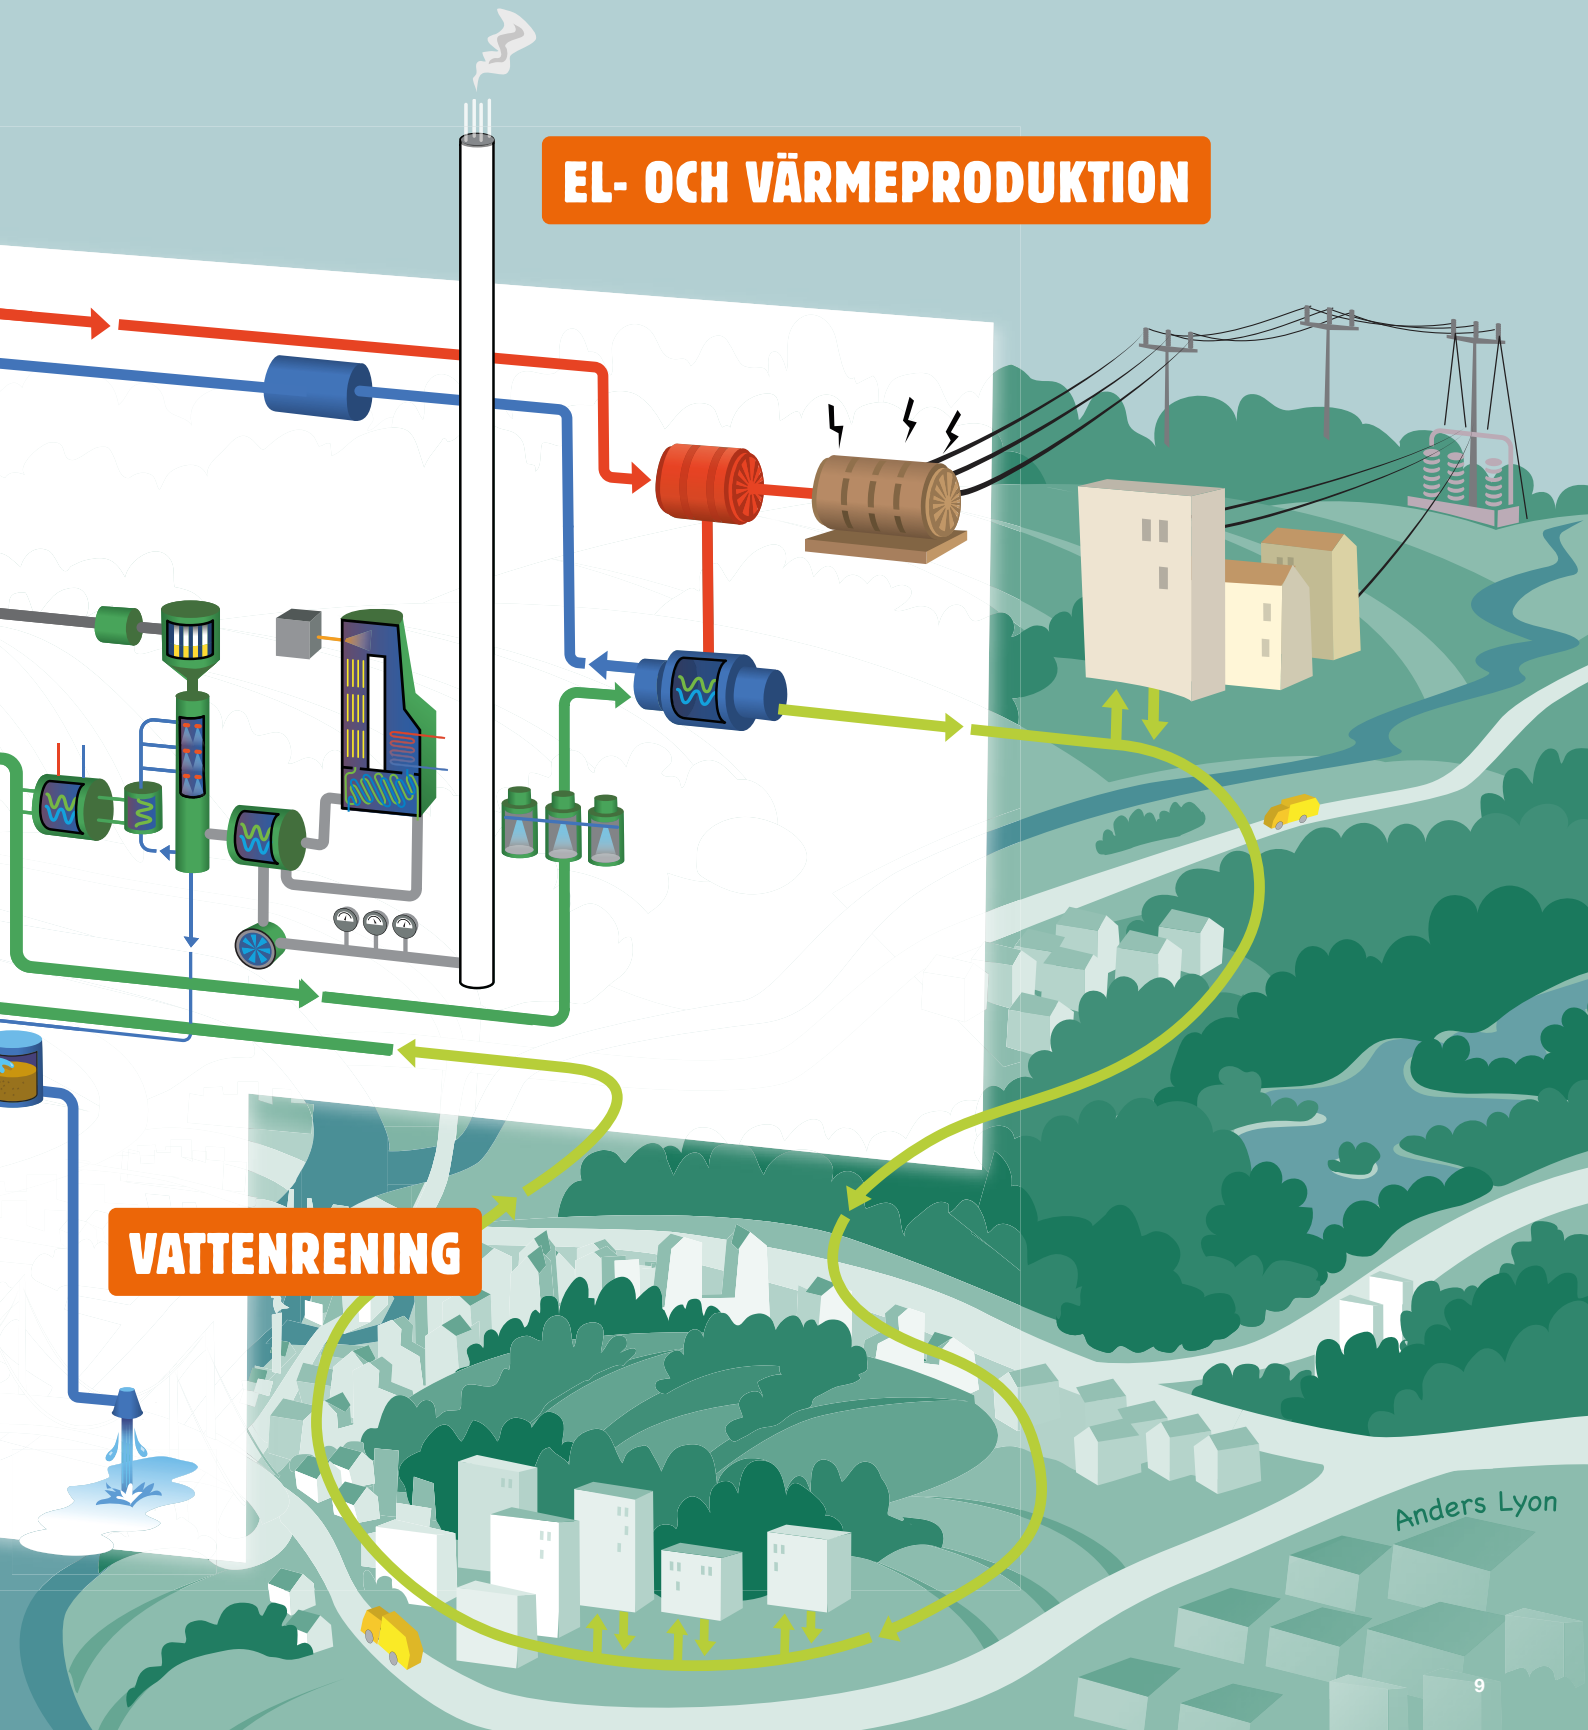 EL- OCH VÄRMEPRODUKTION
VATTENRENING
Anders Lyon
9